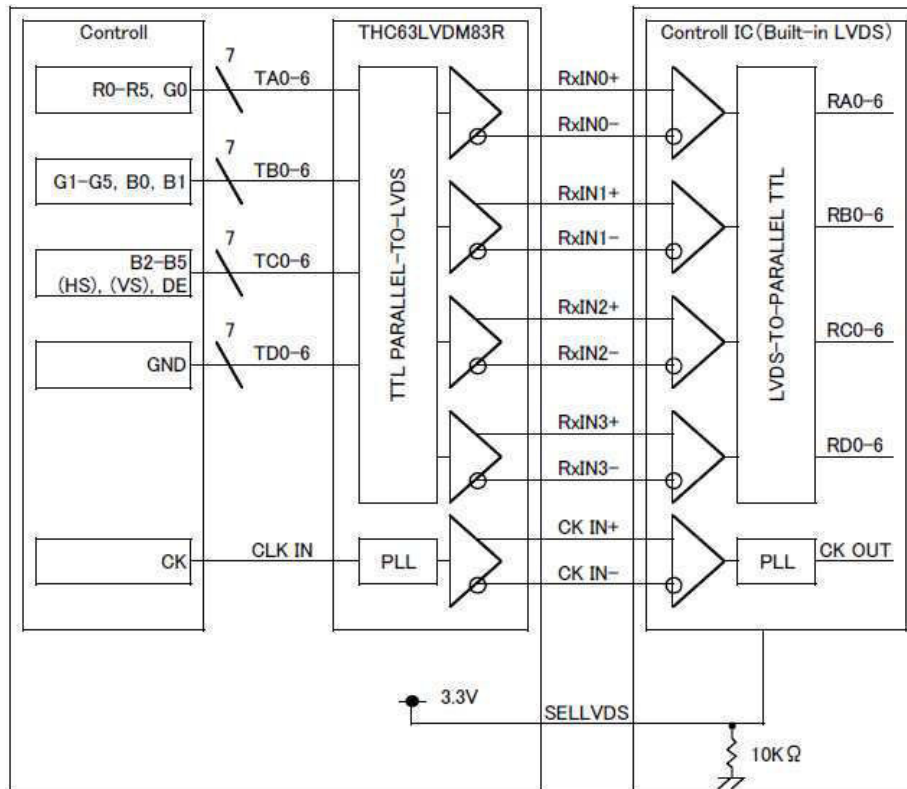 Controll
THC63LVDM83R
Controll IC(Built-in LVDS)
R0-R5, G0
7
TA0-6
RxIN0+
RxIN0-
RA0-6
G1-G5, B0, B1
7
TB0-6
RxIN1+
RxIN1-
RB0-6
B2-B5
(HS), (VS), DE
7
TC0-6
RxIN2+
RxIN2-
RC0-6
GND
7
TD0-6
RxIN3+
RxIN3-
RD0-6
TTL PARALLEL-TO-LVDS
LVDS-TO-PARALLEL TTL
CK
CLK IN
PLL
CK IN+
CK IN-
PLL
CK OUT
3.3V
SELLVDS
10KΩ